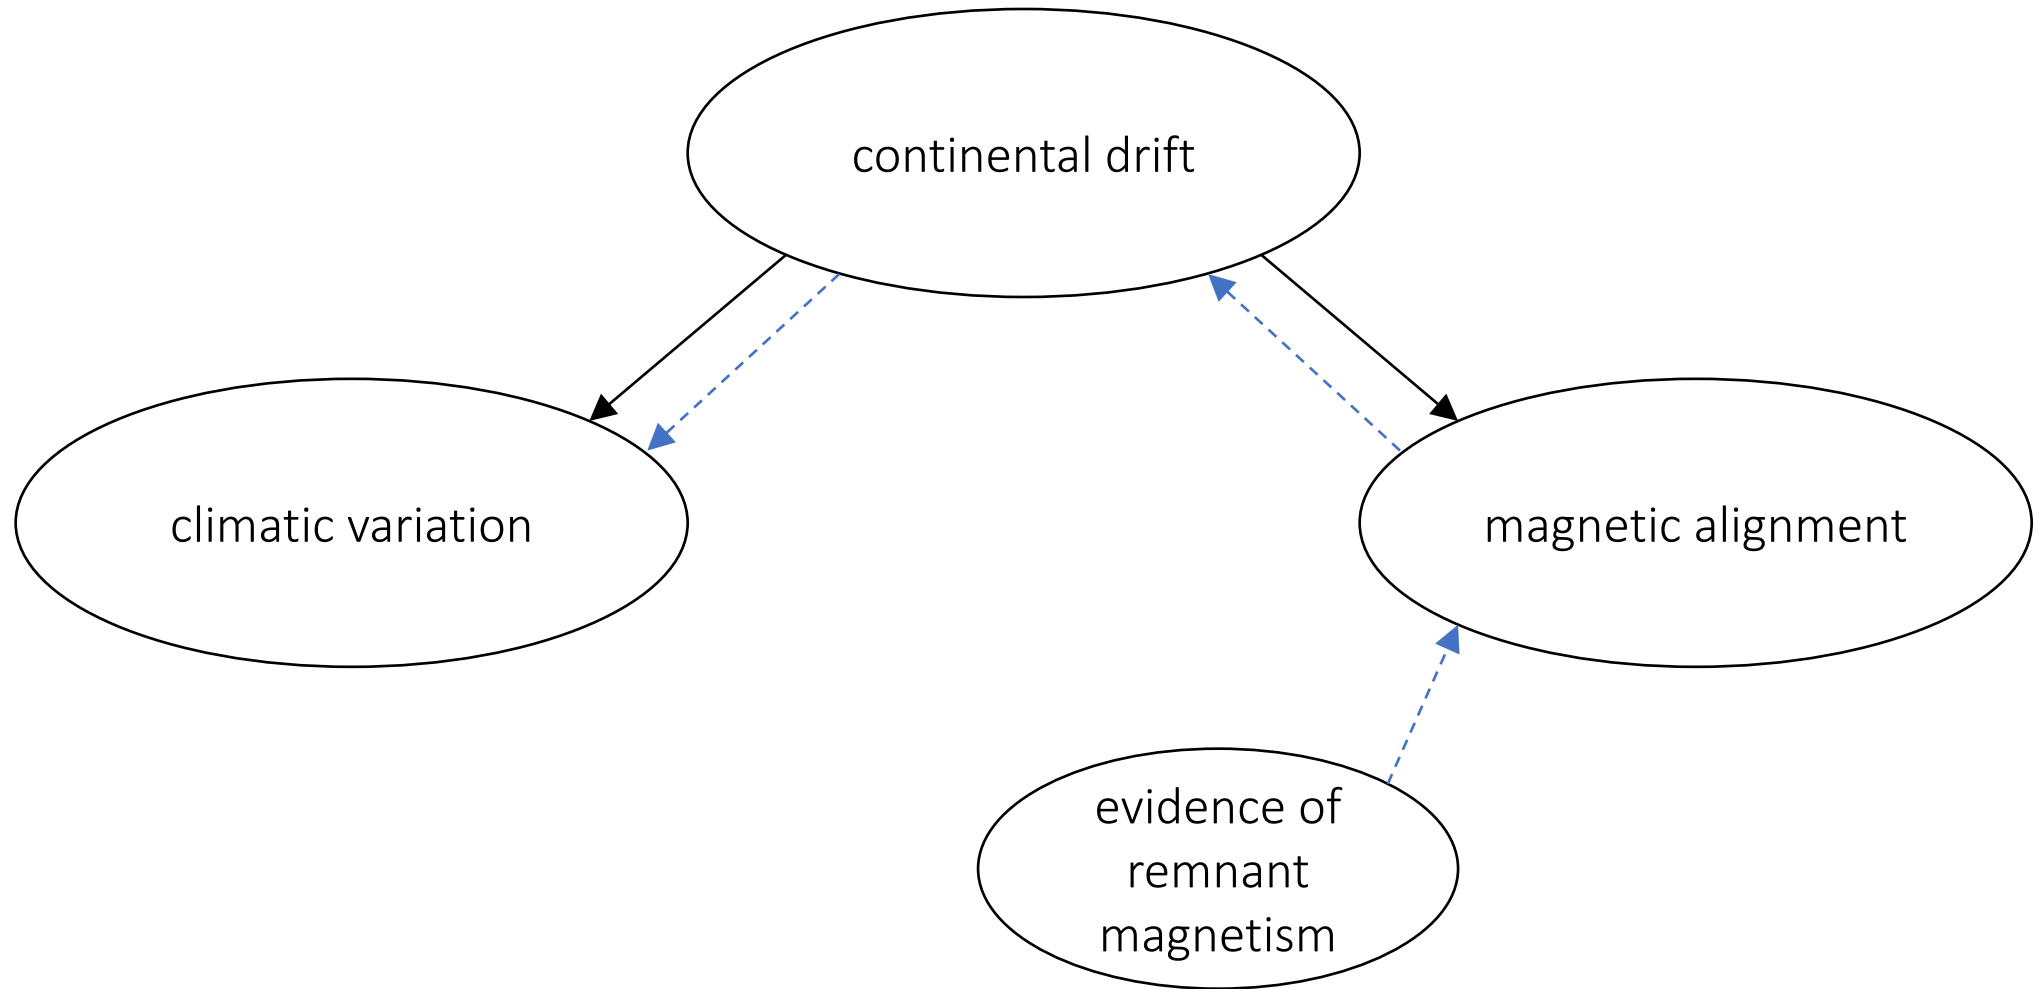 continental drift
climatic variation
magnetic alignment
evidence of
remnant
magnetism